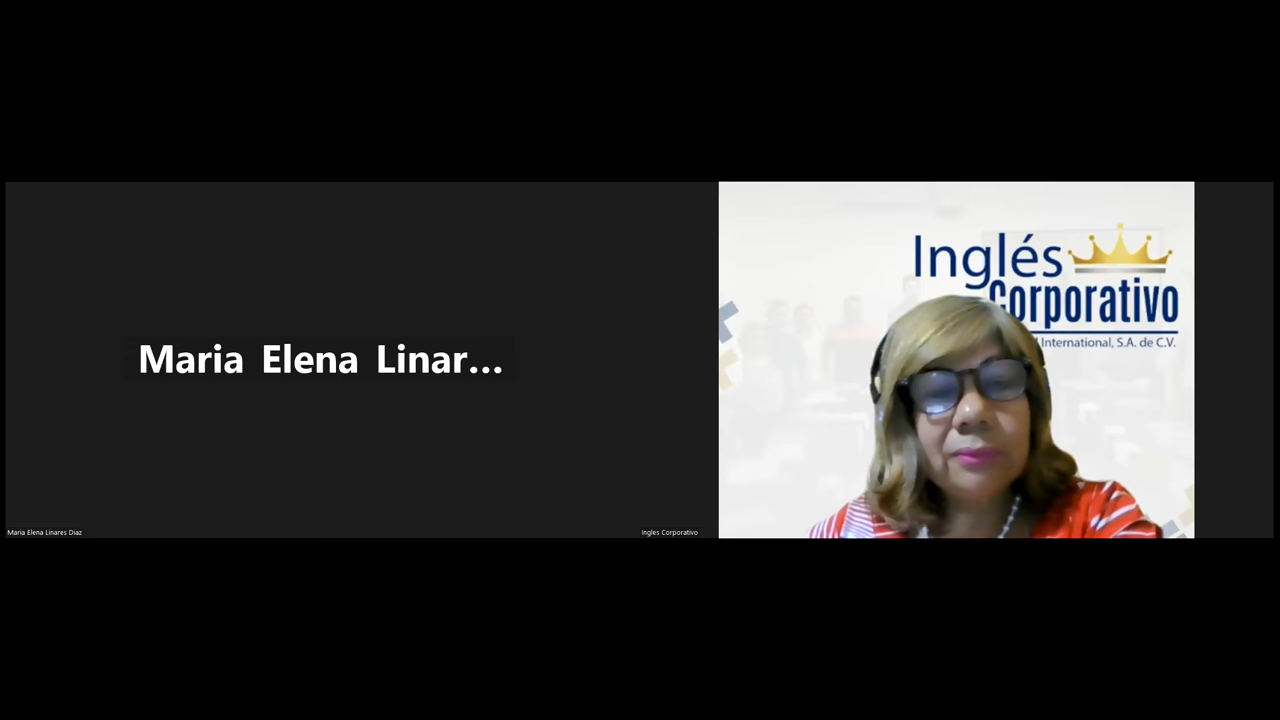 Maria Elena Linar...
Maria Elena Linares Diaz
Ingles Corporativo
Inglés
Corporativo
International, S.A. de C.V.